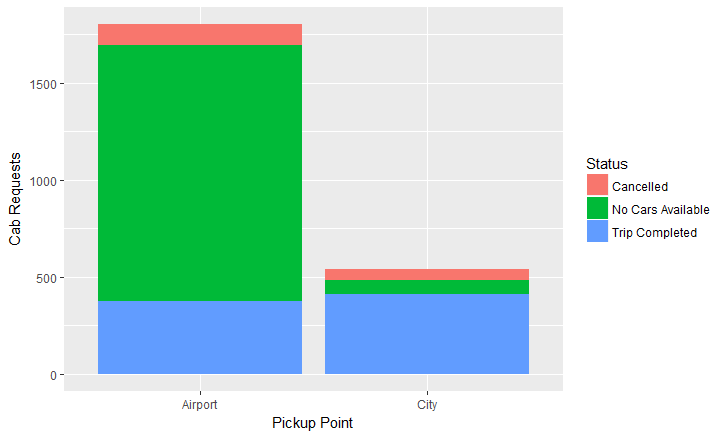 Cab Requests
1500
1000
500
0
Airport
City
Pickup Point
Status
Cancelled
No Cars Available
Trip Completed